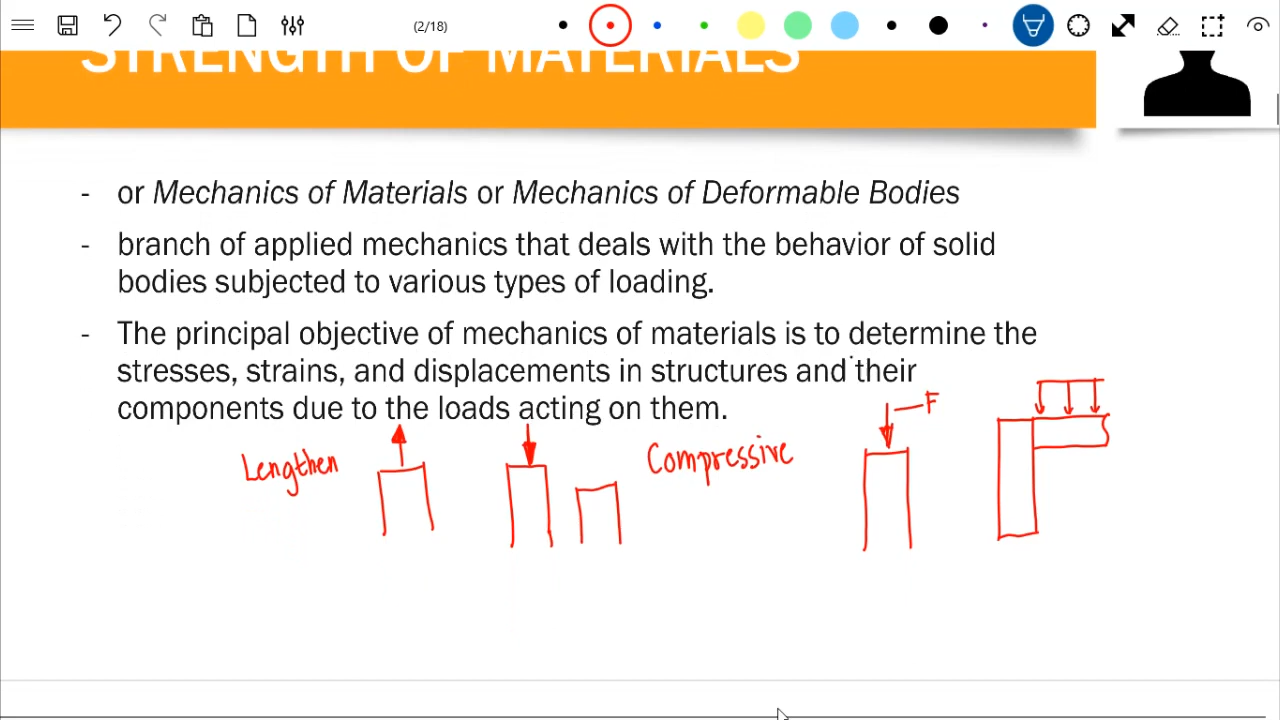 (2/18)
STRENGTH OF MATERIALS
- or Mechanics of Materials or Mechanics of Deformable Bodies
- branch of applied mechanics that deals with the behavior of solid
bodies subjected to various types of loading.
- The principal objective of mechanics of materials is to determine the
stresses, strains, and displacements in structures and their
components due to the loads acting on them.
F
Lengthen
Compressive